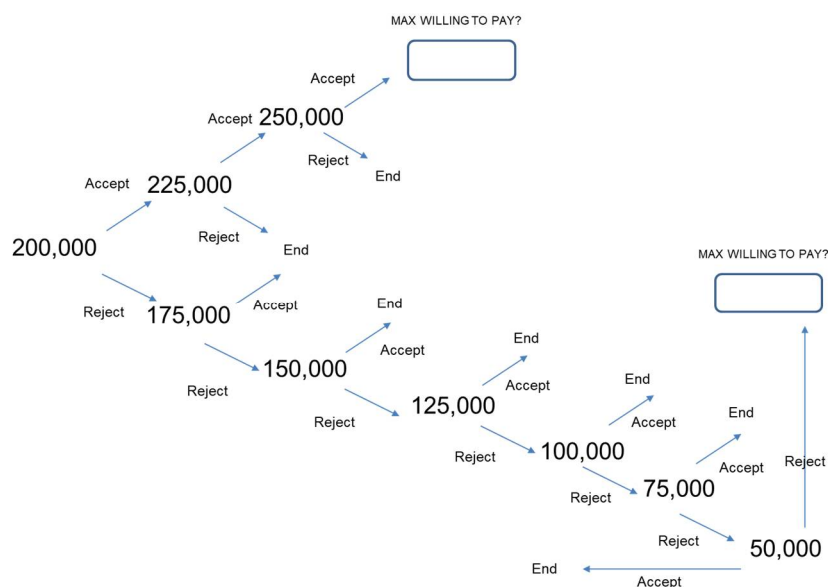 MAX WILLING TO PAY?
Accept
Accept 250,000
Reject
End
Accept 225,000
Reject
End
200,000
Reject 175,000
Accept
End
MAX WILLING TO PAY?
150,000
Accept
Reject
End
125,000
Accept
Reject
End
100,000
Accept
Reject
End
75,000
Accept
Reject
Reject
Reject
50,000
End
Accept